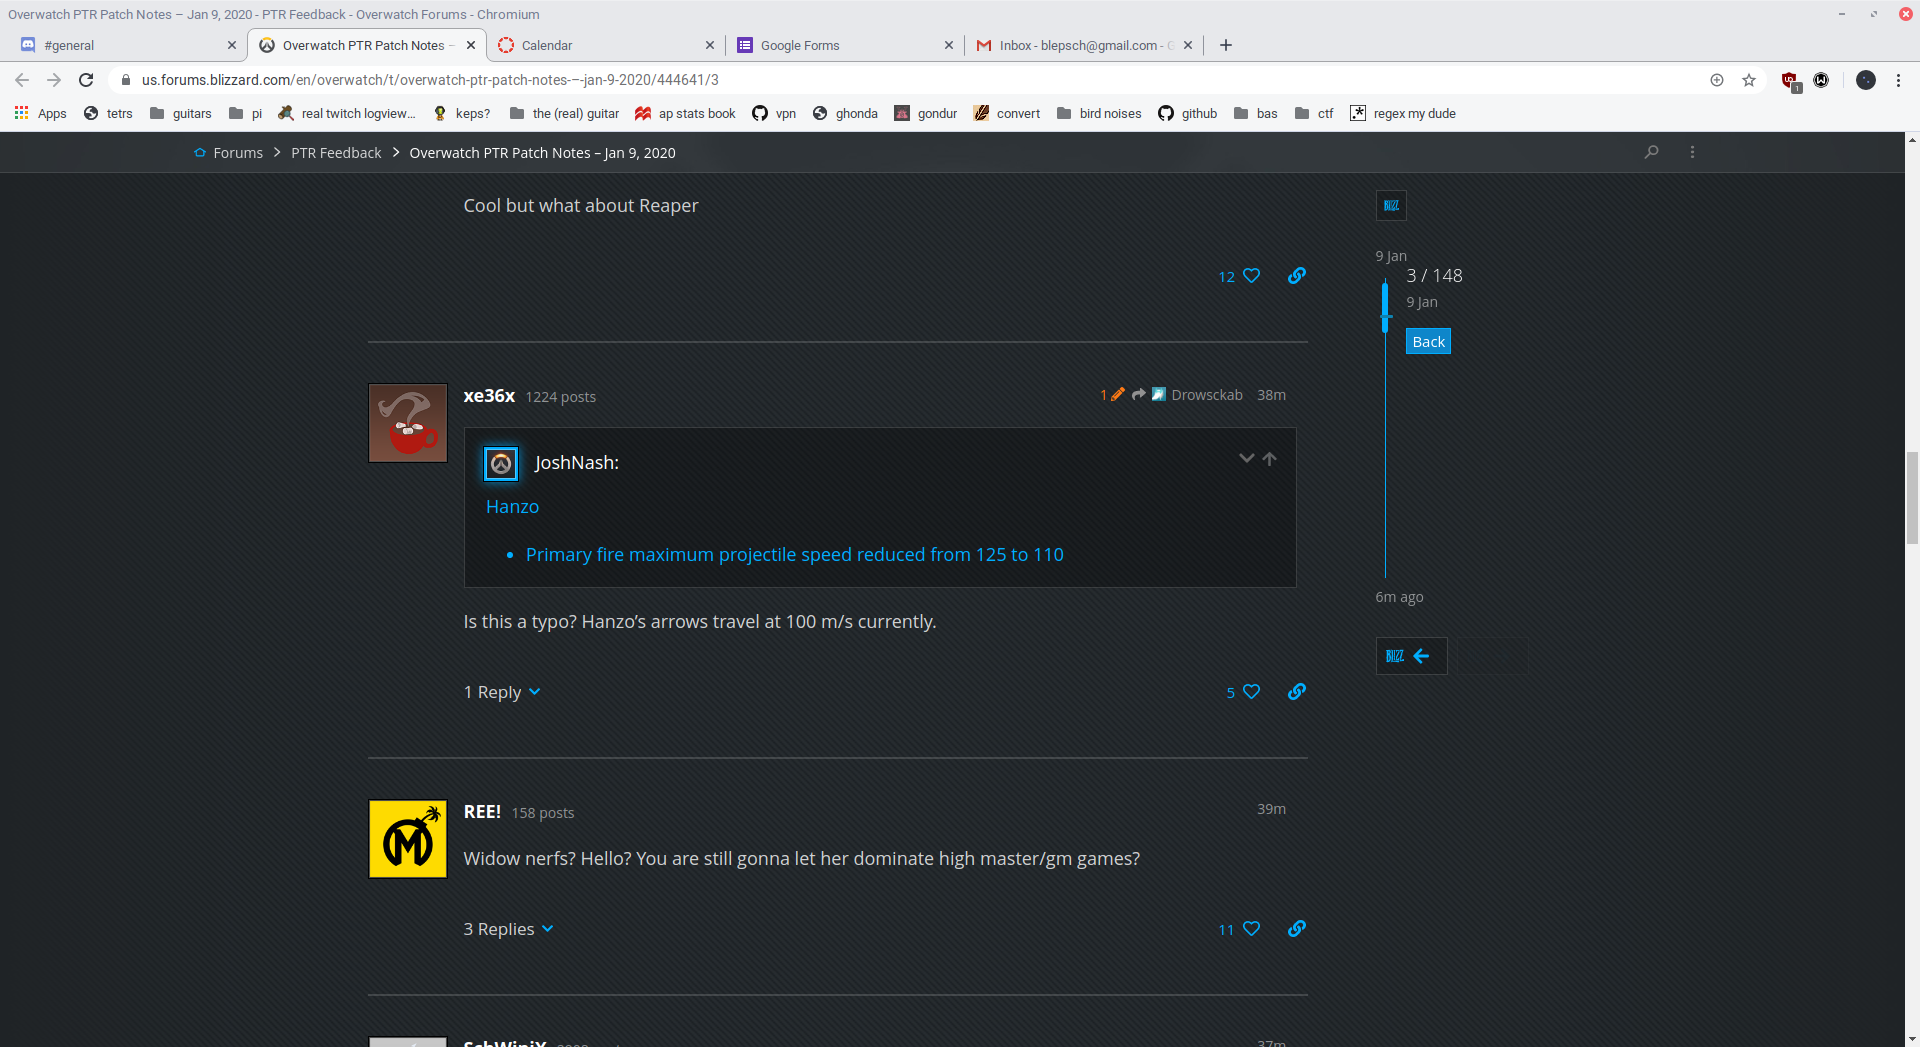 Overwatch PTR Patch Notes – Jan 9, 2020 - PTR Feedback - Overwatch Forums - Chromium
#general
Overwatch PTR Patch Notes –
Calendar
Google Forms
Inbox - blepsch@gmail.com - G
us.forums.blizzard.com/en/overwatch/t/overwatch-ptr-patch-notes-–-jan-9-2020/444641/3
1
Apps
tetrs
guitars
pi
real twitch logview...
keps?
the (real) guitar
ap stats book
vpn
ghonda
gondur
convert
bird noises
github
bas
ctf
regex my dude
Forums > PTR Feedback > Overwatch PTR Patch Notes – Jan 9, 2020
Cool but what about Reaper
12
BLIZZ
9 Jan
3 / 148
9 Jan
Back
xe36x 1224 posts
1 Drowsckab 38m
JoshNash:
Hanzo
• Primary fire maximum projectile speed reduced from 125 to 110
Is this a typo? Hanzo’s arrows travel at 100 m/s currently.
6m ago
BLIZZ
1 Reply
5
REE! 158 posts
39m
M
Widow nerfs? Hello? You are still gonna let her dominate high master/gm games?
3 Replies
11
37m